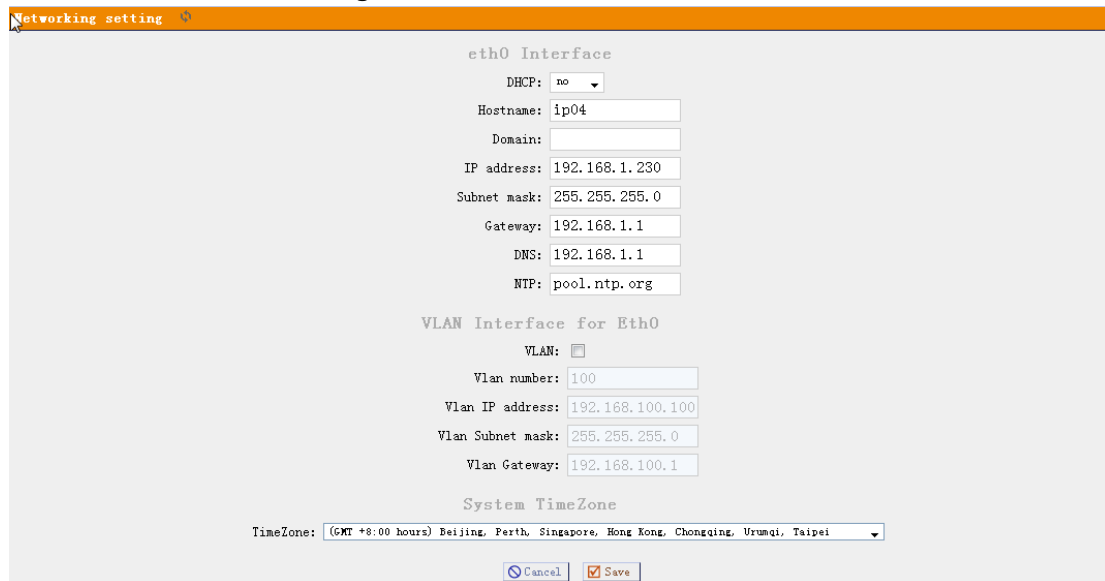 Networking setting
eth0 Interface
DHCP: no
Hostname: ip04
Domain:
IP address: 192.168.1.230
Subnet mask: 255.255.255.0
Gateway: 192.168.1.1
DNS: 192.168.1.1
NTP: pool.ntp.org
VLAN Interface for Eth0
VLAN:
Vlan number: 100
Vlan IP address: 192.168.100.100
Vlan Subnet mask: 255.255.255.0
Vlan Gateway: 192.168.100.1
System TimeZone
TimeZone: (GMT +8:00 hours) Beijing, Perth, Singapore, Hong Kong, Chongqing, Urumqi, Taipei
Cancel Save